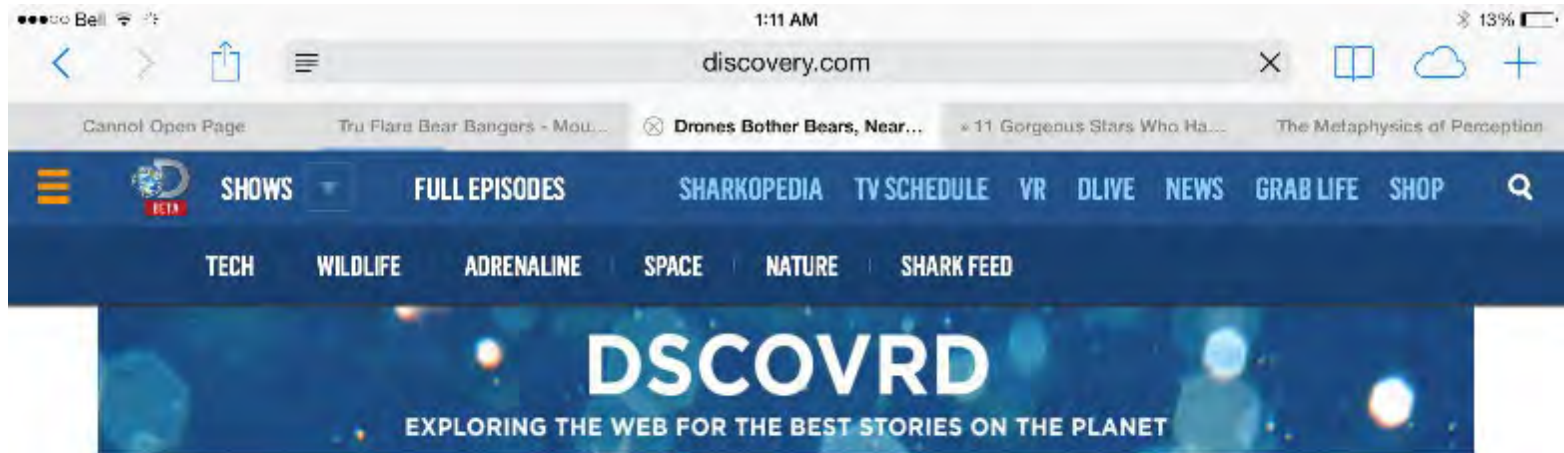 Bell 1:11 AM 13%
discovery.com
Cannot Open Page Tru Flare Bear Bangers - Mou... Drones Bother Bears, Near... » 11 Gorgeous Stars Who Ha... The Metaphysics of Perception
BETA SHOWS FULL EPISODES SHARKOPEDIA TV SCHEDULE VR DLIVE NEWS GRAB LIFE SHOP
TECH WILDLIFE ADRENALINE SPACE NATURE SHARK FEED
DSCOVRD
EXPLORING THE WEB FOR THE BEST STORIES ON THE PLANET